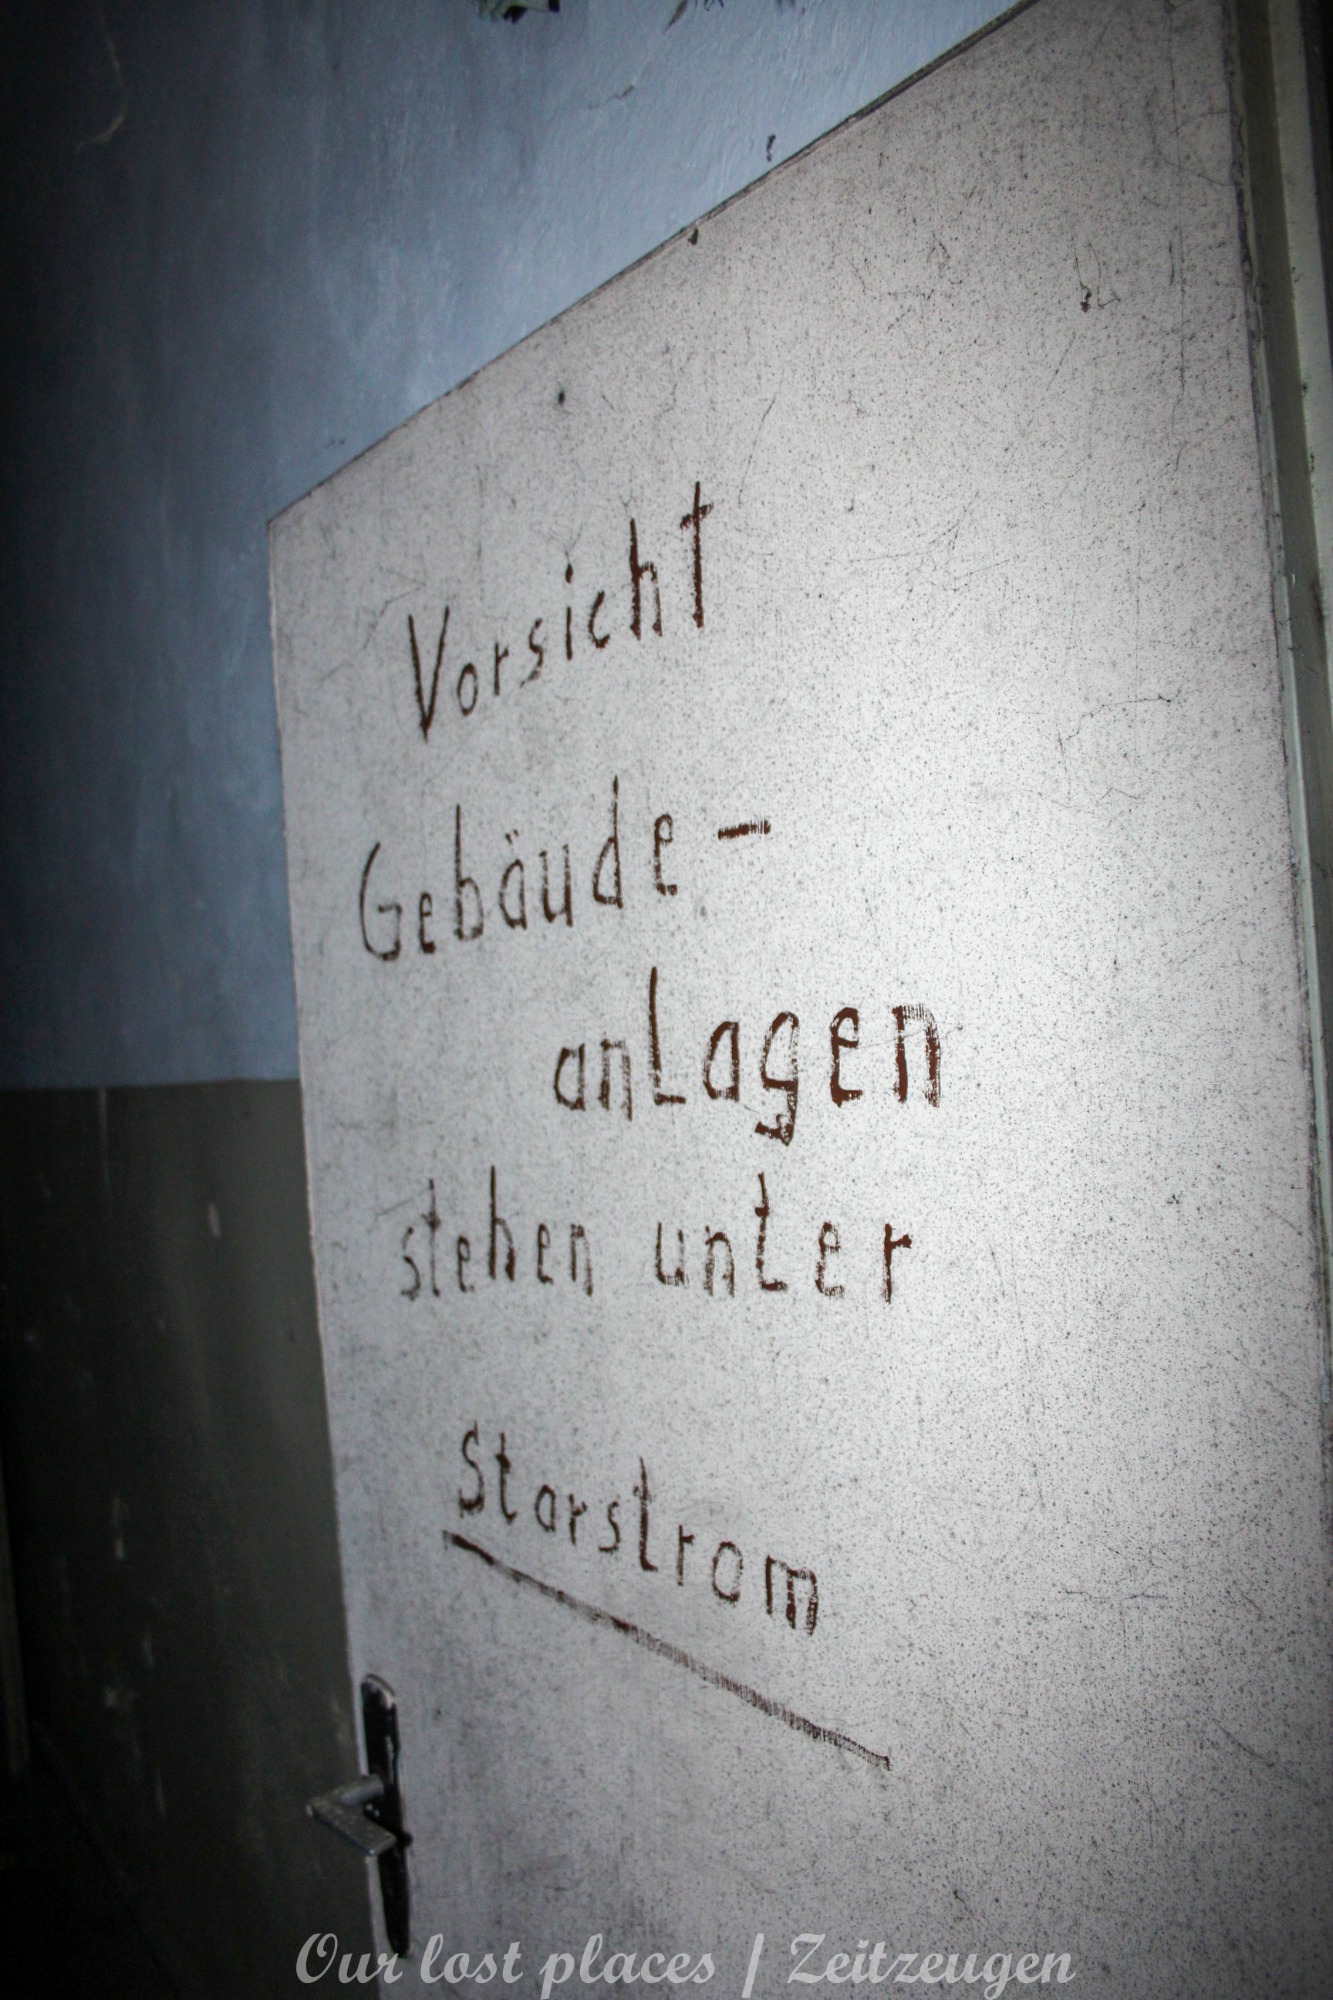 Vorsicht
Gebäude-
anlagen
stehen unter
Starstrom
Our lost places | Zeitzeugen